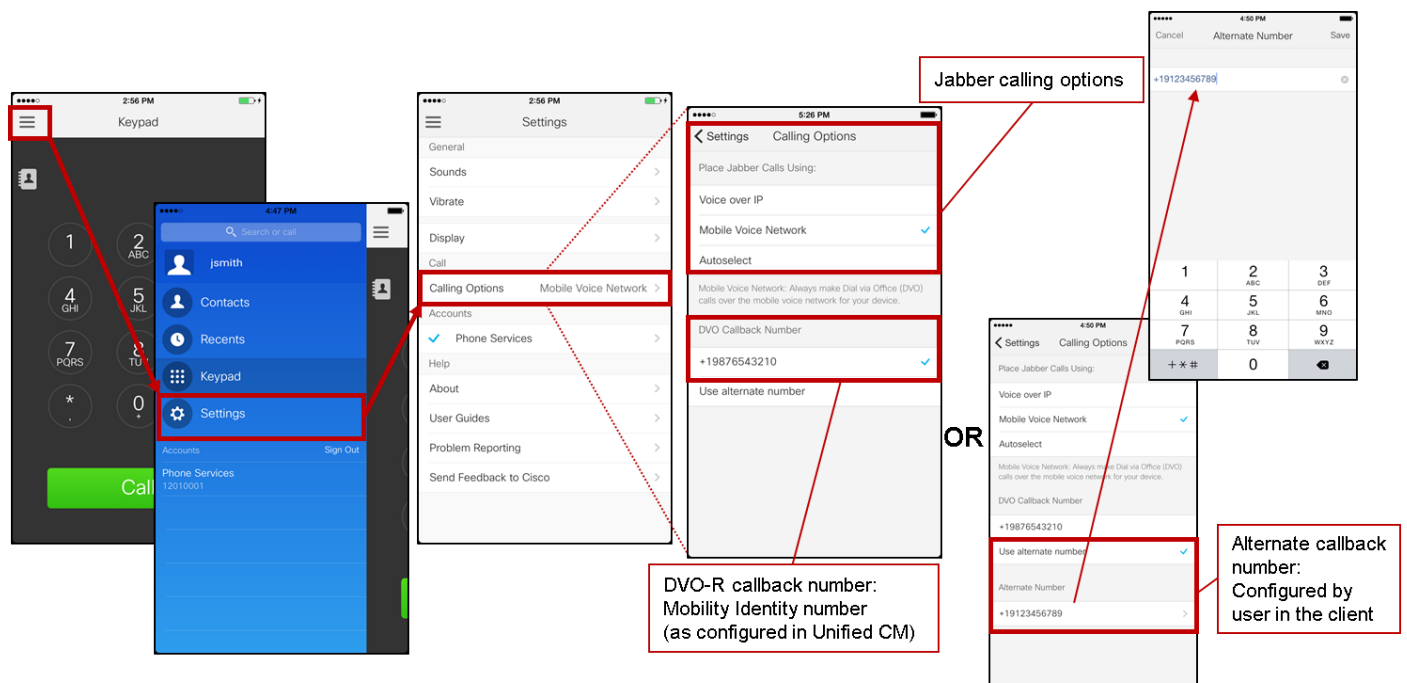 2:56 PM
Keypad
1
2
ABC
4
GHI
5
JKL
7
PQRS
8
TUV
*
,
0
+
Call
4:47 PM
Search or call
jsmith
Contacts
Recents
Keypad
Settings
Accounts Sign Out
Phone Services
12010001
2:56 PM
Settings
General
Sounds
Vibrate
Display
Call
Calling Options Mobile Voice Network
Accounts
Phone Services
Help
About
User Guides
Problem Reporting
Send Feedback to Cisco
5:26 PM
Settings Calling Options
Place Jabber Calls Using:
Voice over IP
Mobile Voice Network
Autoselect
Mobile Voice Network: Always make Dial via Office (DVO)
calls over the mobile voice network for your device.
DVO Callback Number
+19876543210
Use alternate number
Jabber calling options
DVO-R callback number:
Mobility Identity number
(as configured in Unified CM)
OR
4:50 PM
Settings Calling Options
Place Jabber Calls Using:
Voice over IP
Mobile Voice Network
Autoselect
Mobile Voice Network: Always make Dial via Office (DVO)
calls over the mobile voice network for your device.
DVO Callback Number
+19876543210
Use alternate number
Alternate Number
+19123456789
4:50 PM
Cancel Alternate Number Save
+19123456789
1 2 3
ABC DEF
4 5 6
GHI JKL MNO
7 8 9
PQRS TUV WXYZ
+*# 0
Alternate callback
number:
Configured by
user in the client